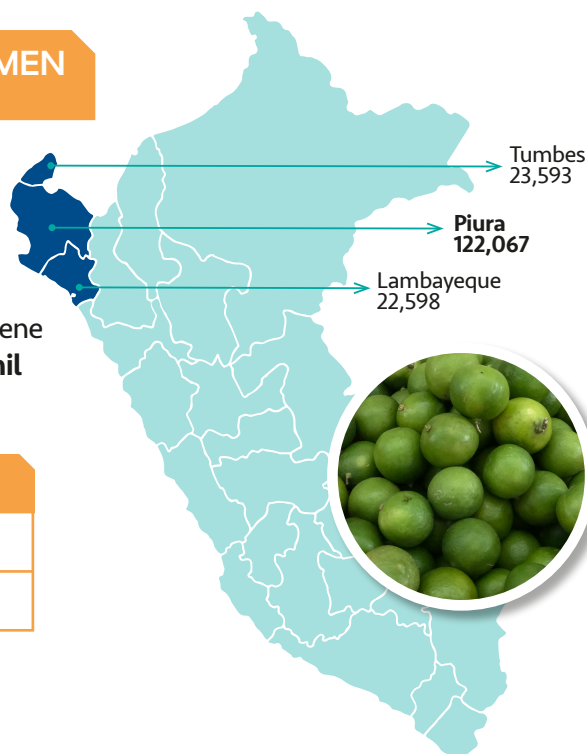 MEN
Tumbes
23,593
Piura
122,067
Lambayeque
22,598
ene
nil